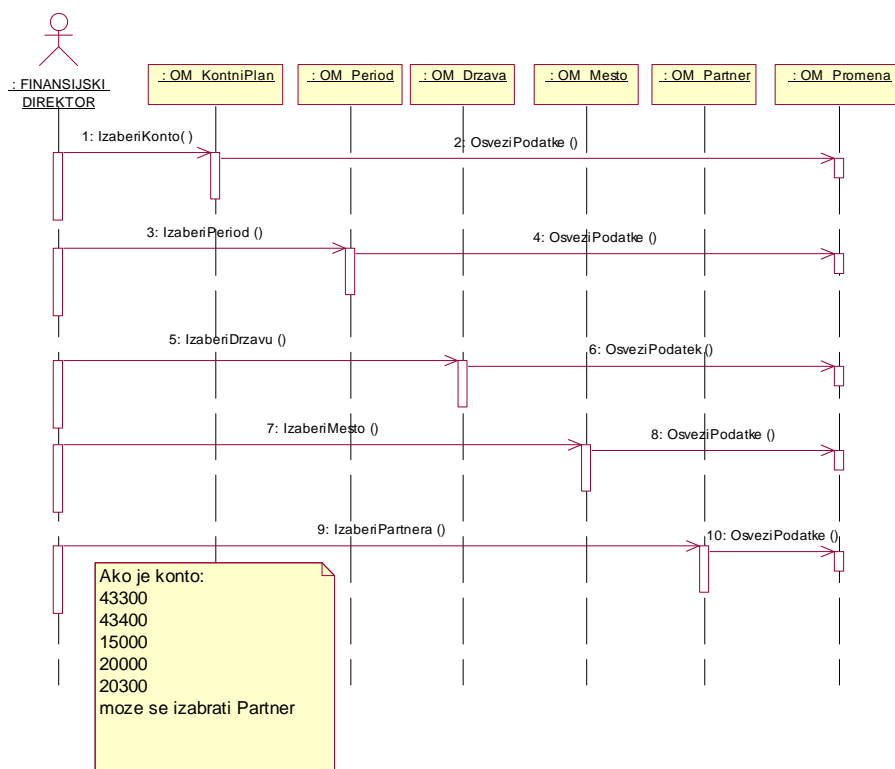 : FINANSIJSKI
DIREKTOR
: OM_KontniPlan
: OM_Period
: OM_Drzava
: OM_Mesto
: OM_Partner
: OM_Promena
1: IzaberiKonto( )
2: OsveziPodatke ()
3: IzaberiPeriod ()
4: OsveziPodatke ()
5: IzaberiDrzavu ()
6: OsveziPodatek()
7: IzaberiMesto ()
8: OsveziPodatke ()
9: IzaberiPartnera ()
10: OsveziPodatke ()
Ako je konto:
43300
43400
15000
20000
20300
moze se izabrati Partner